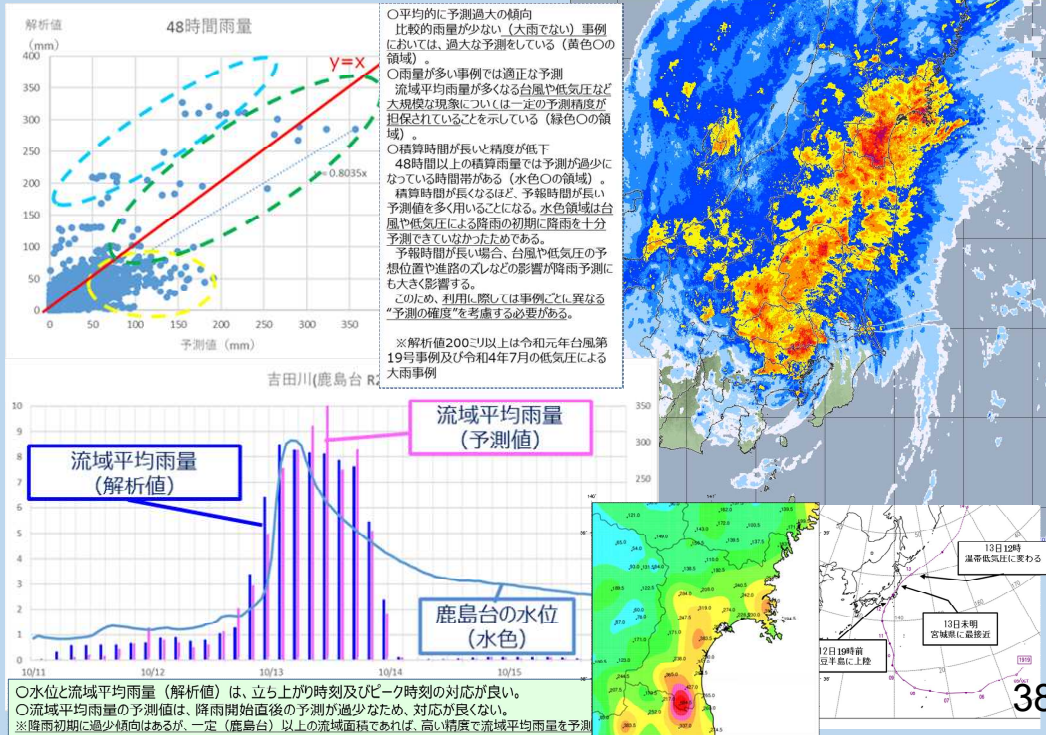 解析値
(mm)
48時間雨量
y=x
400
350
300
250
200
150
100
50
0
= 0.8035x
0
50
100
150
200
250
300
350
予測値 (mm)
○平均的に予測過大の傾向
比較的雨量が少ない(大雨でない)事例
においては、過大な予測をしている(黄色○の
領域)。
○雨量が多い事例では適正な予測
流域平均雨量が多くなる台風や低気圧など
大規模な現象については一定の予測精度が
担保されていることを示している(緑色○の領
域)。
○積算時間が長いと精度が低下
48時間以上の積算雨量では予測が過少に
なっている時間帯がある(水色○の領域)。
積算時間が長くなるほど、予報時間が長い
予測値を多く用いることになる。水色領域は台
風や低気圧による降雨の初期に降雨を十分
予測できていなかったためである。
予報時間が長い場合、台風や低気圧の予
想位置や進路のズレなどの影響が降雨予測に
も大きく影響する。
このため、利用に際しては事例ごとに異なる
“予測の確度”を考慮する必要がある。
※解析値200ミリ以上は令和元年台風第
19号事例及び令和4年7月の低気圧による
大雨事例
吉田川(鹿島台 R2
10
9
8
7
6
5
4
3
2
1
0
350
300
250
流域平均雨量
(予測値)
流域平均雨量
(解析値)
鹿島台の水位
(水色)
10/11
10/12
10/13
10/14
10/15
13日12時
温帯低気圧に変わる
13日未明
宮城県に最接近
12日19時前
豆半島に上陸
1919
38
○水位と流域平均雨量(解析値)は、立ち上がり時刻及びピーク時刻の対応が良い。
○流域平均雨量の予測値は、降雨開始直後の予測が過少なため、対応が良くない。
※降雨初期に過少傾向はあるが、一定(鹿島台)以上の流域面積であれば、高い精度で流域平均雨量を予測